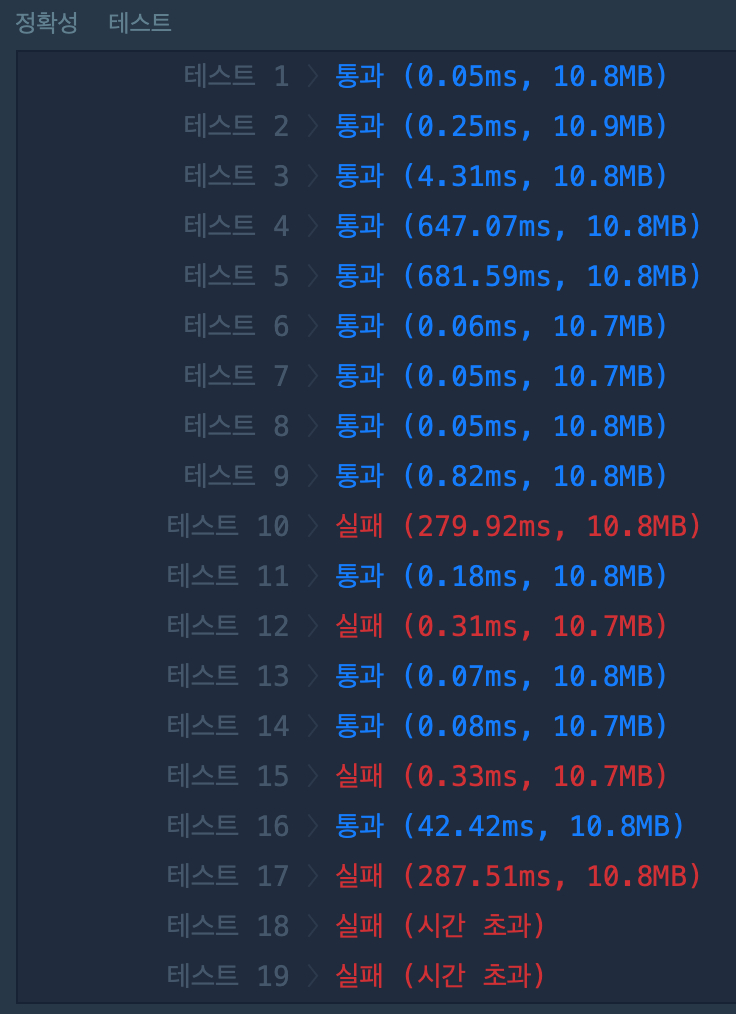 정확성 테스트
테스트 1 〉 통과 (0.05ms, 10.8MB)
테스트 2 〉 통과 (0.25ms, 10.9MB)
테스트 3 〉 통과 (4.31ms, 10.8MB)
테스트 4 〉 통과 (647.07ms, 10.8MB)
테스트 5 〉 통과 (681.59ms, 10.8MB)
테스트 6 〉 통과 (0.06ms, 10.7MB)
테스트 7 〉 통과 (0.05ms, 10.7MB)
테스트 8 〉 통과 (0.05ms, 10.8MB)
테스트 9 〉 통과 (0.82ms, 10.8MB)
테스트 10 〉 실패 (279.92ms, 10.8MB)
테스트 11 〉 통과 (0.18ms, 10.8MB)
테스트 12 〉 실패 (0.31ms, 10.7MB)
테스트 13 〉 통과 (0.07ms, 10.8MB)
테스트 14 〉 통과 (0.08ms, 10.7MB)
테스트 15 〉 실패 (0.33ms, 10.7MB)
테스트 16 〉 통과 (42.42ms, 10.8MB)
테스트 17 〉 실패 (287.51ms, 10.8MB)
테스트 18 〉 실패 (시간 초과)
테스트 19 〉 실패 (시간 초과)